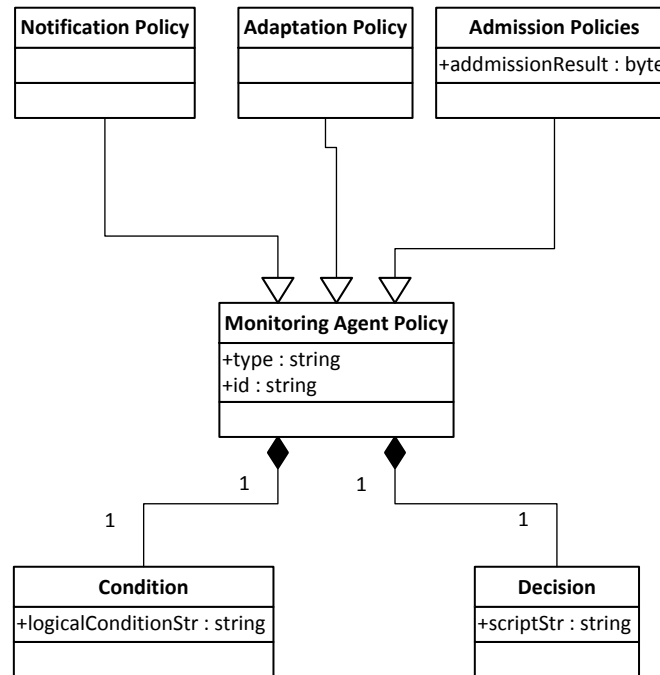 Notification Policy
Adaptation Policy
Admission Policies
+addmissionResult : byte
Monitoring Agent Policy
+type : string
+id : string
1
1
1
1
Condition
+logicalConditionStr : string
Decision
+scriptStr : string